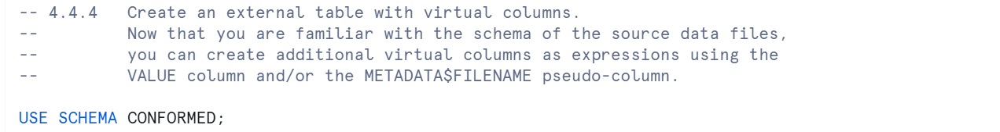 -- 4.4.4   Create an external table with virtual columns.
--         Now that you are familiar with the schema of the source data files,
--         you can create additional virtual columns as expressions using the
--         VALUE column and/or the METADATA$FILENAME pseudo-column.
USE SCHEMA CONFORMED;